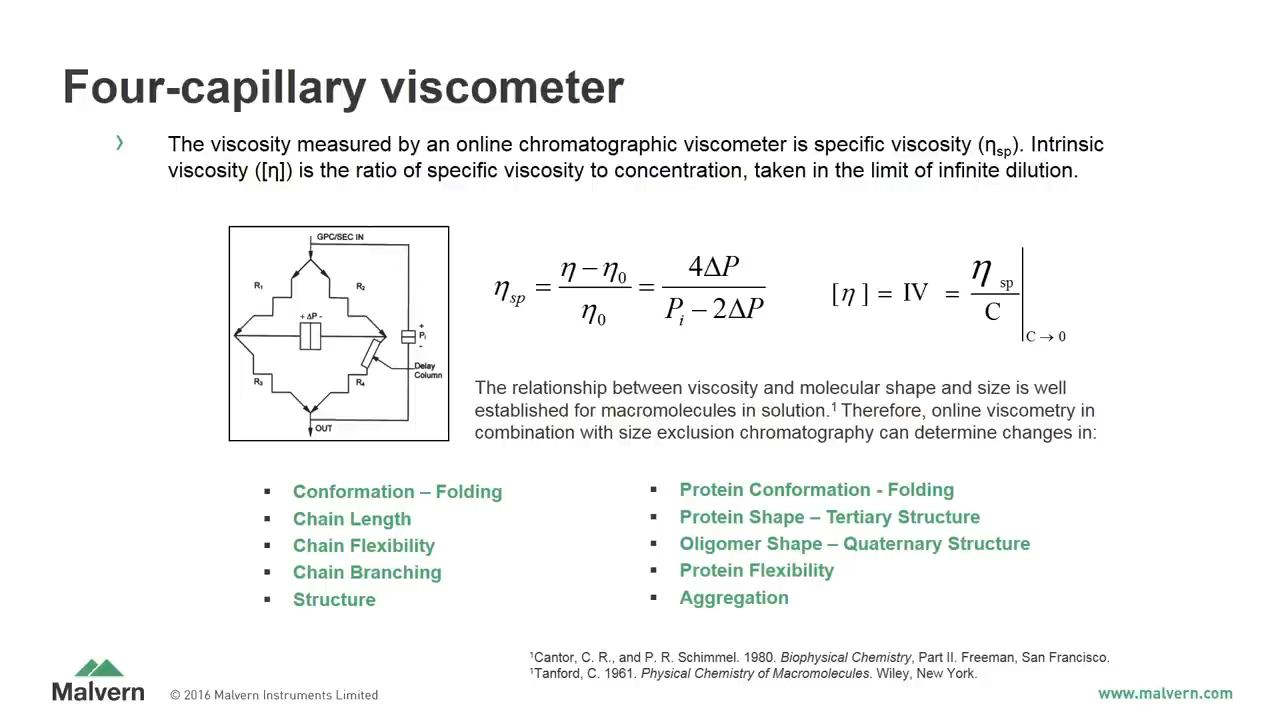 Four-capillary viscometer
› The viscosity measured by an online chromatographic viscometer is specific viscosity (ηsp). Intrinsic
viscosity ([η]) is the ratio of specific viscosity to concentration, taken in the limit of infinite dilution.
GPC/SEC IN
R1
R2
+ ΔP -
+
Pi
-
Delay
Column
R3
R4
OUT
ηsp = (η − η0)/η0 = 4ΔP/(Pi − 2ΔP)
[η] = IV = ηsp/C |C → 0
The relationship between viscosity and molecular shape and size is well
established for macromolecules in solution.1 Therefore, online viscometry in
combination with size exclusion chromatography can determine changes in:
▪ Conformation – Folding
▪ Chain Length
▪ Chain Flexibility
▪ Chain Branching
▪ Structure
▪ Protein Conformation - Folding
▪ Protein Shape – Tertiary Structure
▪ Oligomer Shape – Quaternary Structure
▪ Protein Flexibility
▪ Aggregation
1Cantor, C. R., and P. R. Schimmel. 1980. Biophysical Chemistry, Part II. Freeman, San Francisco.
1Tanford, C. 1961. Physical Chemistry of Macromolecules. Wiley, New York.
Malvern
© 2016 Malvern Instruments Limited
www.malvern.com